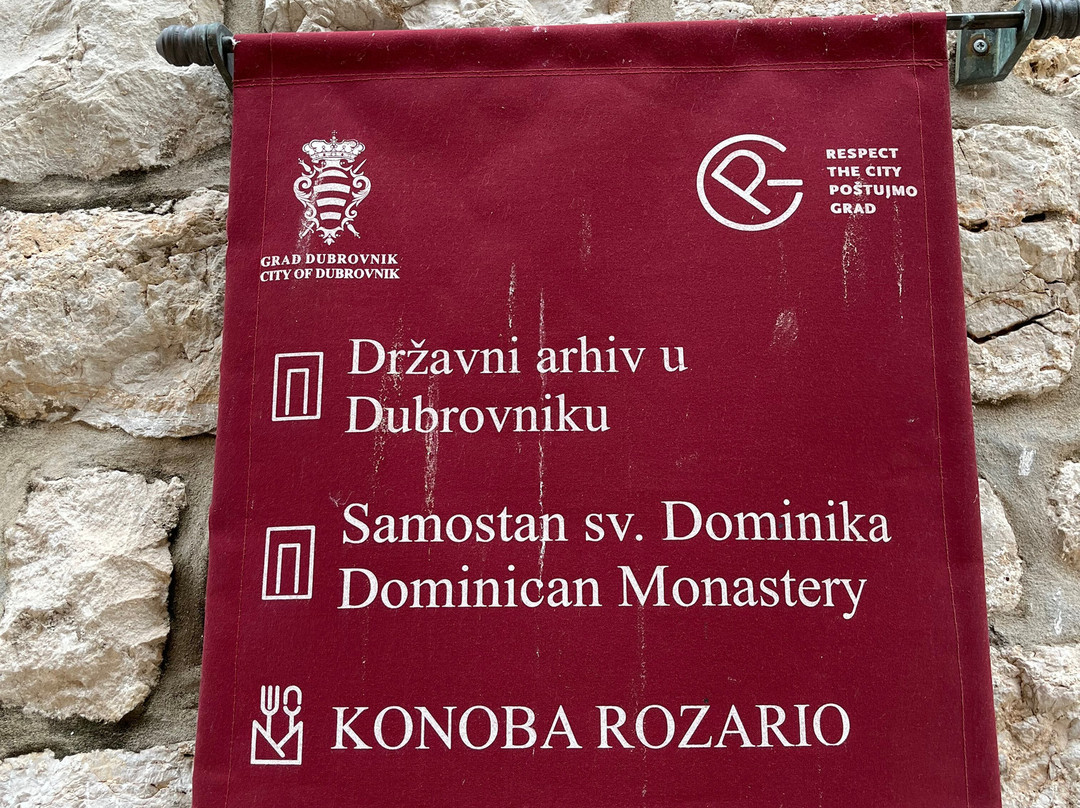 GRAD DUBROVNIK
CITY OF DUBROVNIK
RESPECT
THE CITY
POŠTUJMO
GRAD
Državni arhiv u
Dubrovniku
Samostan sv. Dominika
Dominican Monastery
KONOBA ROZARIO